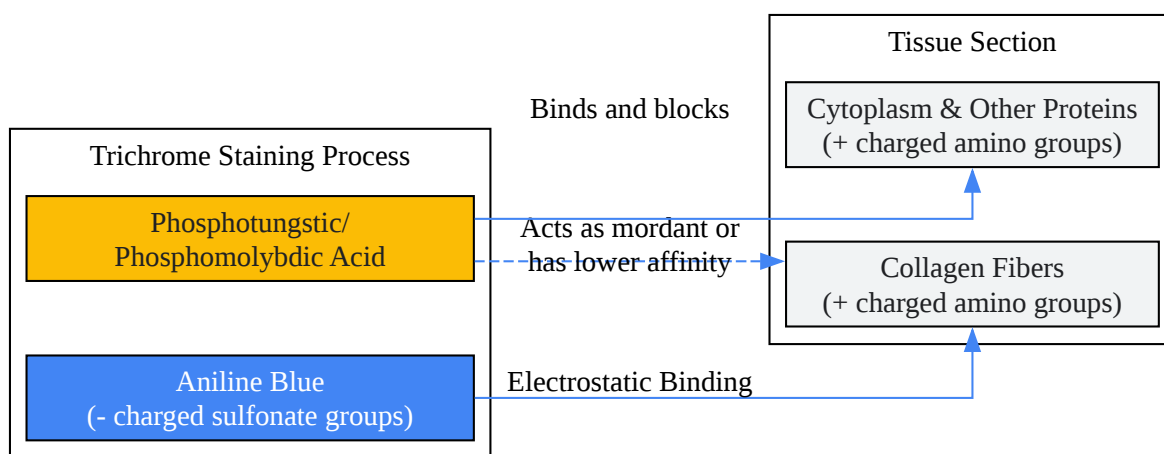 Trichrome Staining Process
Phosphotungstic/
Phosphomolybdic Acid
Aniline Blue
(- charged sulfonate groups)
Binds and blocks
Acts as mordant or
has lower affinity
Electrostatic Binding
Tissue Section
Cytoplasm & Other Proteins
(+ charged amino groups)
Collagen Fibers
(+ charged amino groups)